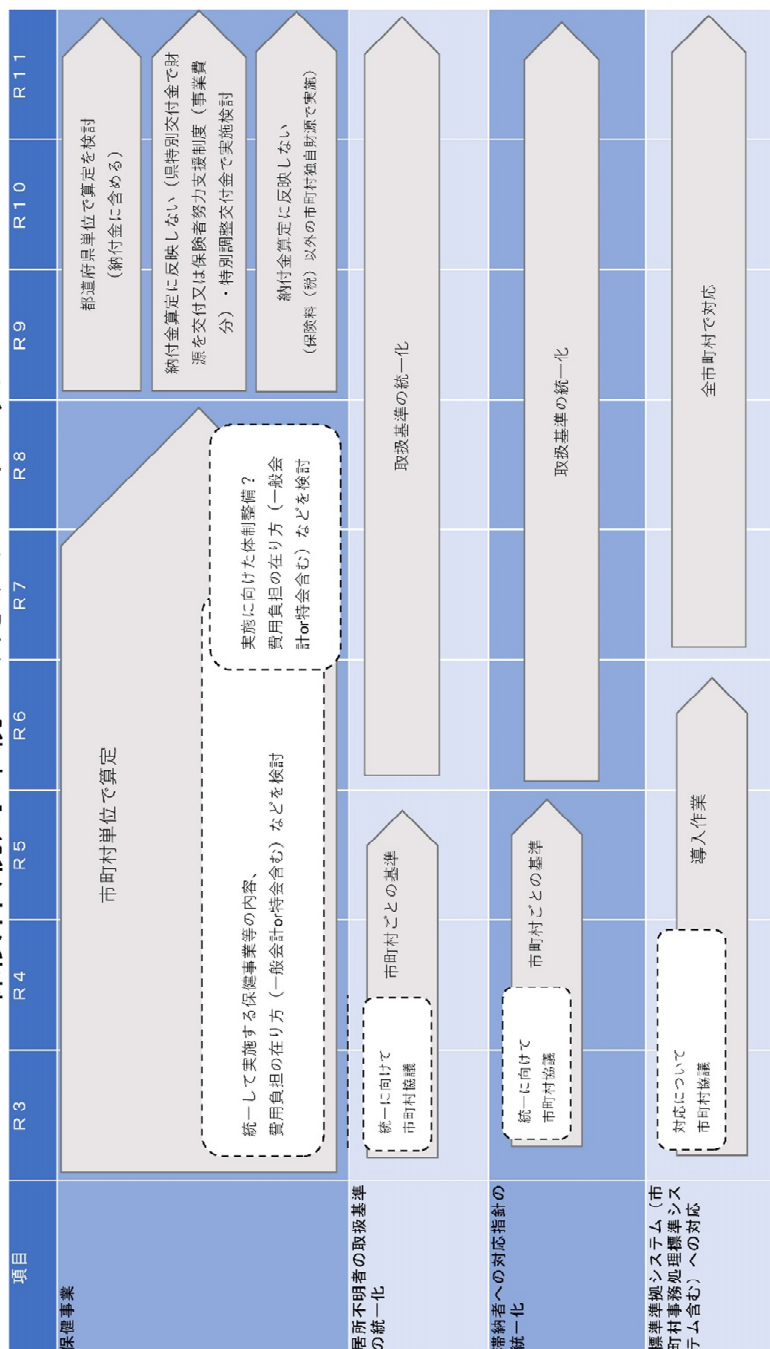 項目
R3
R4
R5
R6
R7
R8
R9
R10
R11
保健事業
市町村単位で算定
統一して実施する保健事業等の内容、
費用負担の在り方（一般会計or特会含む）などを検討
実施に向けた体制整備？
費用負担の在り方（一般会
計or特会含む）などを検討
都道府県単位で算定を検討
（納付金に含める）
納付金算定に反映しない（県特別交付金で財
源を交付又は保険者努力支援制度（事業費
分）・特別調整交付金で実施検討
納付金算定に反映しない
（保険料（税）以外の市町村独自財源で実施）
居所不明者の取扱基準
の統一化
統一に向けて
市町村協議
市町村ごとの基準
取扱基準の統一化
滞納者への対応指針の
統一化
統一に向けて
市町村協議
市町村ごとの基準
取扱基準の統一化
標準準拠システム（市
町村事務処理標準シス
テム含む）への対応
対応について
市町村協議
導入作業
全市町村で対応